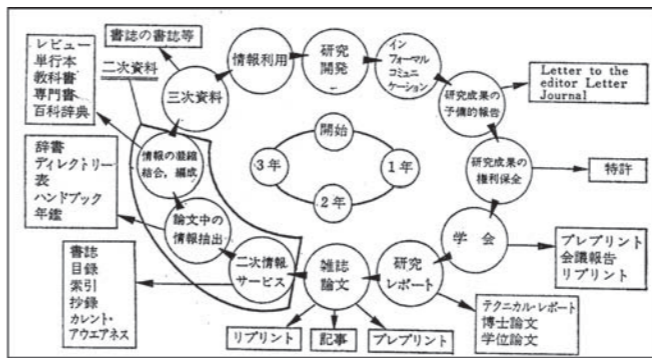 書誌の書誌等
レビュー
単行本
教科書
専門書
百科辞典
二次資料
三次資料
情報利用
研究
開発
イン
フォーマル
コミュニ
ケーション
研究成果の
予備的報告
Letter to the
editor Letter
Journal
開始
3年
1年
2年
情報の凝縮
結合，編成
研究成果の
権利保全
特許
辞書
ディレクトリー
表
ハンドブック
年鑑
論文中の
情報抽出
学会
プレプリント
会議報告
リプリント
書誌
目録
索引
抄録
カレント・
アウエアネス
二次情報
サービス
雑誌
論文
研究
レポート
テクニカル・レポート
博士論文
学位論文
リプリント
記事
プレプリント